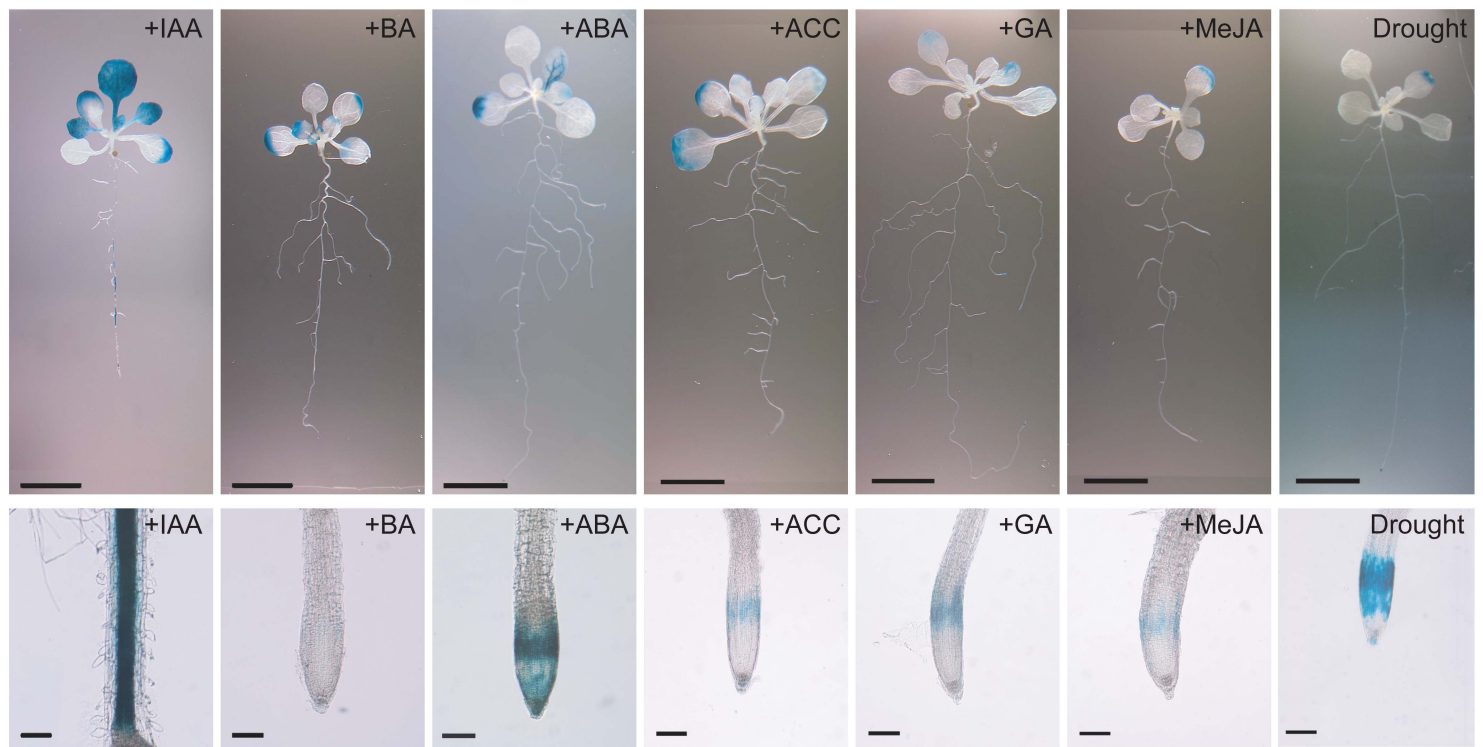 +IAA
+BA
+ABA
+ACC
+GA
+MeJA
Drought
+IAA
+BA
+ABA
+ACC
+GA
+MeJA
Drought